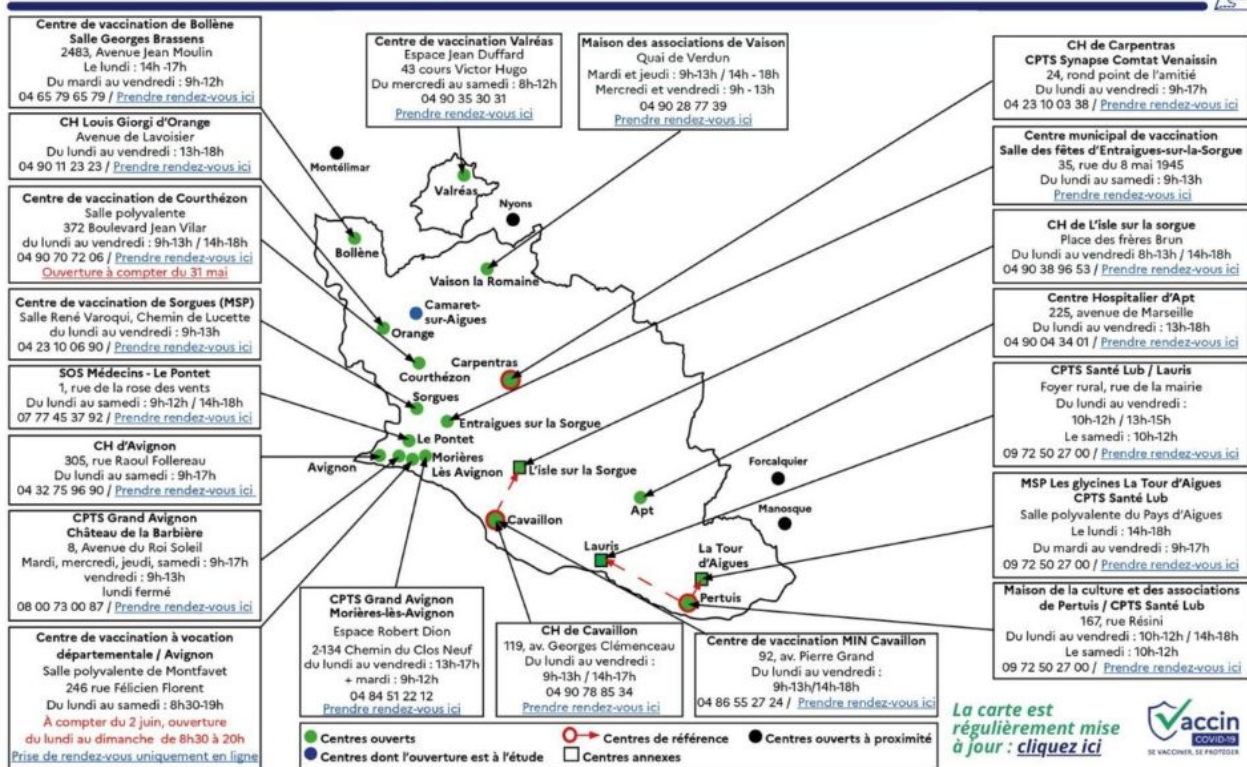 Centre de vaccination de Bollène
Salle Georges Brassens
2483, Avenue Jean Moulin
Le lundi : 14h -17h
Du mardi au vendredi : 9h-12h
04 65 79 65 79 / Prendre rendez-vous ici
CH Louis Giorgi d'Orange
Avenue de Lavoisier
Du lundi au vendredi : 13h-18h
04 90 11 23 23 / Prendre rendez-vous ici
Centre de vaccination de Courthézon
Salle polyvalente
372 Boulevard Jean Vilar
du lundi au vendredi : 9h-13h / 14h-18h
04 90 70 72 06 / Prendre rendez-vous ici
Ouverture à compter du 31 mai
Centre de vaccination de Sorgues (MSP)
Salle René Varoqui, Chemin de Lucette
du lundi au vendredi : 9h-13h
04 23 10 06 90 / Prendre rendez-vous ici
SOS Médecins - Le Pontet
1, rue de la rose des vents
Du lundi au samedi : 9h-12h / 14h-18h
07 77 45 37 92 / Prendre rendez-vous ici
CH d'Avignon
305, rue Raoul Follereau
Du lundi au samedi : 9h-17h
04 32 75 96 90 / Prendre rendez-vous ici
CPTS Grand Avignon
Château de la Barbière
8, Avenue du Roi Soleil
Mardi, mercredi, jeudi, samedi : 9h-17h
vendredi : 9h-13h
lundi fermé
08 00 73 00 87 / Prendre rendez-vous ici
Centre de vaccination à vocation
départementale / Avignon
Salle polyvalente de Montfavet
246 rue Félicien Florent
Du lundi au samedi : 8h30-19h
À compter du 2 juin, ouverture
du lundi au dimanche de 8h30 à 20h
Prise de rendez-vous uniquement en ligne
Centre de vaccination Valréas
Espace Jean Duffard
43 cours Victor Hugo
Du mercredi au samedi : 8h-12h
04 90 35 30 31
Prendre rendez-vous ici
Maison des associations de Vaison
Quai de Verdun
Mardi et jeudi : 9h-13h / 14h - 18h
Mercredi et vendredi : 9h - 13h
04 90 28 77 39
Prendre rendez-vous ici
Montélimar
Valréas
Nyons
Bollène
Vaison la Romaine
Camaret-
sur-Aigues
Orange
Carpentras
Courthézon
Sorgues
Entraigues sur la Sorgue
Le Pontet
Avignon
Morières
Lès Avignon
L'isle sur la Sorgue
Forcalquier
Apt
Manosque
Cavaillon
Lauris
La Tour
d'Aigues
Pertuis
CPTS Grand Avignon
Morières-lès-Avignon
Espace Robert Dion
2-134 Chemin du Clos Neuf
du lundi au vendredi : 13h-17h
+ mardi : 9h-12h
04 84 51 22 12
Prendre rendez-vous ici
CH de Cavaillon
119, av. Georges Clémenceau
Du lundi au vendredi :
9h-13h / 14h-17h
04 90 78 85 34
Prendre rendez-vous ici
Centre de vaccination MIN Cavaillon
92, av. Pierre Grand
Du lundi au vendredi :
9h-13h/14h-18h
04 86 55 27 24 / Prendre rendez-vous ici
CH de Carpentras
CPTS Synapse Comtat Venaissin
24, rond point de l'amitié
Du lundi au vendredi : 9h-17h
04 23 10 03 38 / Prendre rendez-vous ici
Centre municipal de vaccination
Salle des fêtes d'Entraigues-sur-la-Sorgue
35, rue du 8 mai 1945
Du lundi au samedi : 9h-13h
Prendre rendez-vous ici
CH de L'isle sur la sorgue
Place des frères Brun
Du lundi au vendredi 8h-13h / 14h-18h
04 90 38 96 53 / Prendre rendez-vous ici
Centre Hospitalier d'Apt
225, avenue de Marseille
Du lundi au vendredi : 13h-18h
04 90 04 34 01 / Prendre rendez-vous ici
CPTS Santé Lub / Lauris
Foyer rural, rue de la mairie
Du lundi au vendredi :
10h-12h / 13h-15h
Le samedi : 10h-12h
09 72 50 27 00 / Prendre rendez-vous ici
MSP Les glycines La Tour d'Aigues
CPTS Santé Lub
Salle polyvalente du Pays d'Aigues
Le lundi : 14h-18h
Du mardi au vendredi : 9h-17h
09 72 50 27 00 / Prendre rendez-vous ici
Maison de la culture et des associations
de Pertuis / CPTS Santé Lub
167, rue Résini
Du lundi au vendredi : 10h-12h / 14h-18h
Le samedi : 10h-12h
09 72 50 27 00 / Prendre rendez-vous ici
Centres ouverts
Centres de référence
Centres ouverts à proximité
Centres dont l'ouverture est à l'étude
Centres annexes
La carte est
régulièrement mise
à jour : cliquez ici
Vaccin
COVID-19
SE VACCINER, SE PROTÉGER